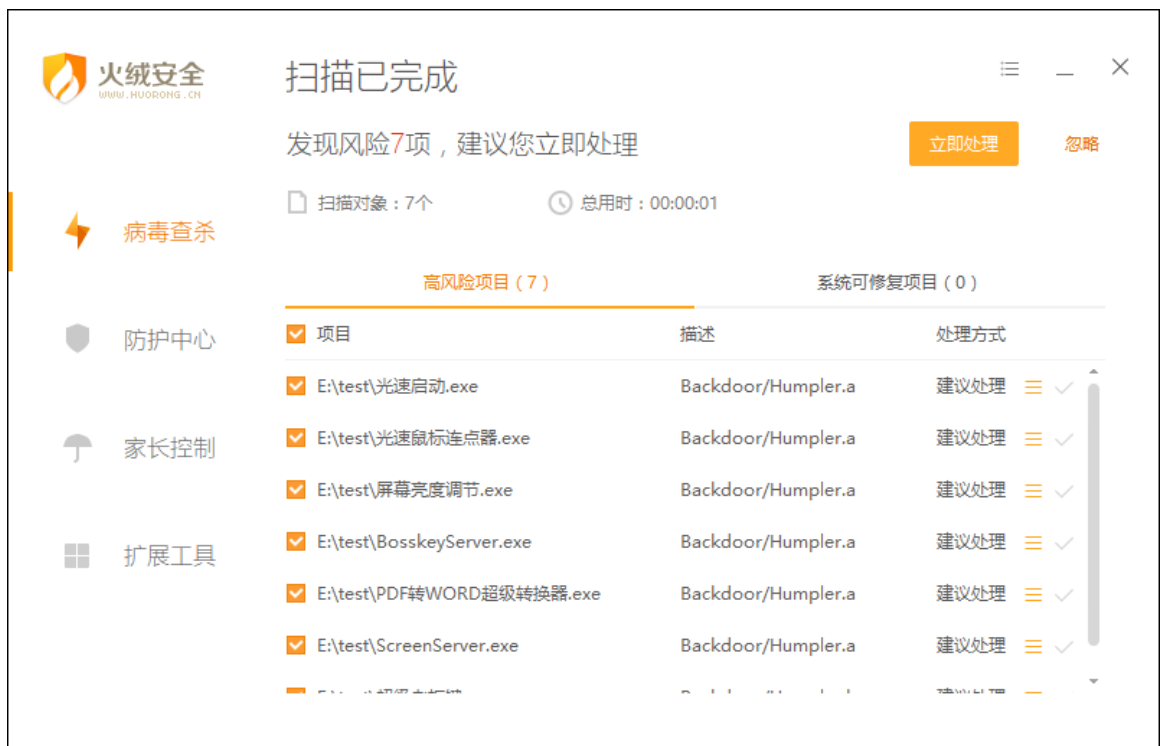 火绒安全
WWW.HUORONG.CN
扫描已完成
发现风险7项，建议您立即处理
立即处理
忽略
扫描对象：7个
总用时：00:00:01
病毒查杀
防护中心
家长控制
扩展工具
高风险项目（7）
系统可修复项目（0）
项目 描述 处理方式
E:\test\光速启动.exe Backdoor/Humpler.a 建议处理
E:\test\光速鼠标连点器.exe Backdoor/Humpler.a 建议处理
E:\test\屏幕亮度调节.exe Backdoor/Humpler.a 建议处理
E:\test\BosskeyServer.exe Backdoor/Humpler.a 建议处理
E:\test\PDF转WORD超级转换器.exe Backdoor/Humpler.a 建议处理
E:\test\ScreenServer.exe Backdoor/Humpler.a 建议处理